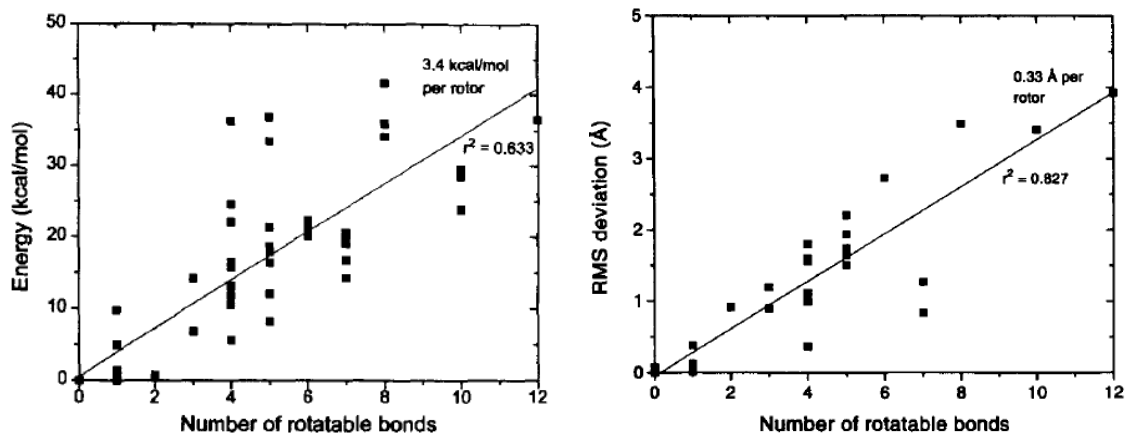 50
40
30
20
10
0
Energy (kcal/mol)
3.4 kcal/mol
per rotor
r² = 0.633
0 2 4 6 8 10 12
Number of rotatable bonds
5
4
3
2
1
0
RMS deviation (Å)
0.33 Å per
rotor
r² = 0.827
0 2 4 6 8 10 12
Number of rotatable bonds